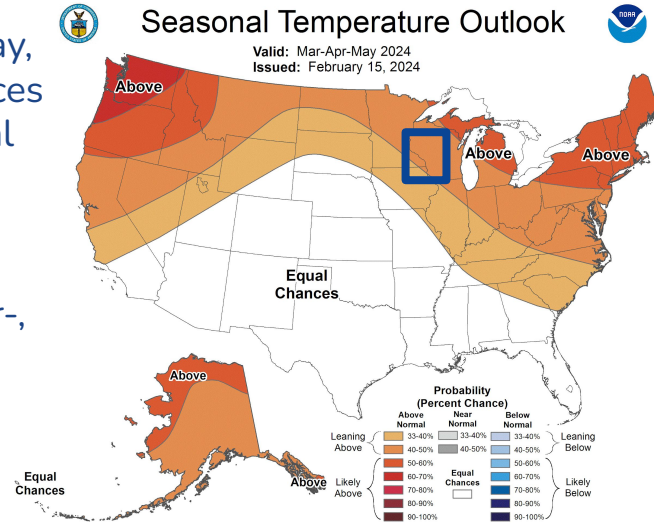 Seasonal Temperature Outlook
Valid: Mar-Apr-May 2024
Issued: February 15, 2024
NOAA
ay,
ces
al
r-,
Above
Above
Above
Equal
Chances
Above
Above
Equal
Chances
Probability
(Percent Chance)
Above
Normal
Near
Normal
Below
Normal
Leaning
Above
33-40%
33-40%
33-40%
Leaning
Below
40-50%
40-50%
40-50%
Likely
Above
50-60%
60-70%
70-80%
80-90%
90-100%
Equal
Chances
50-60%
60-70%
70-80%
80-90%
90-100%
Likely
Below